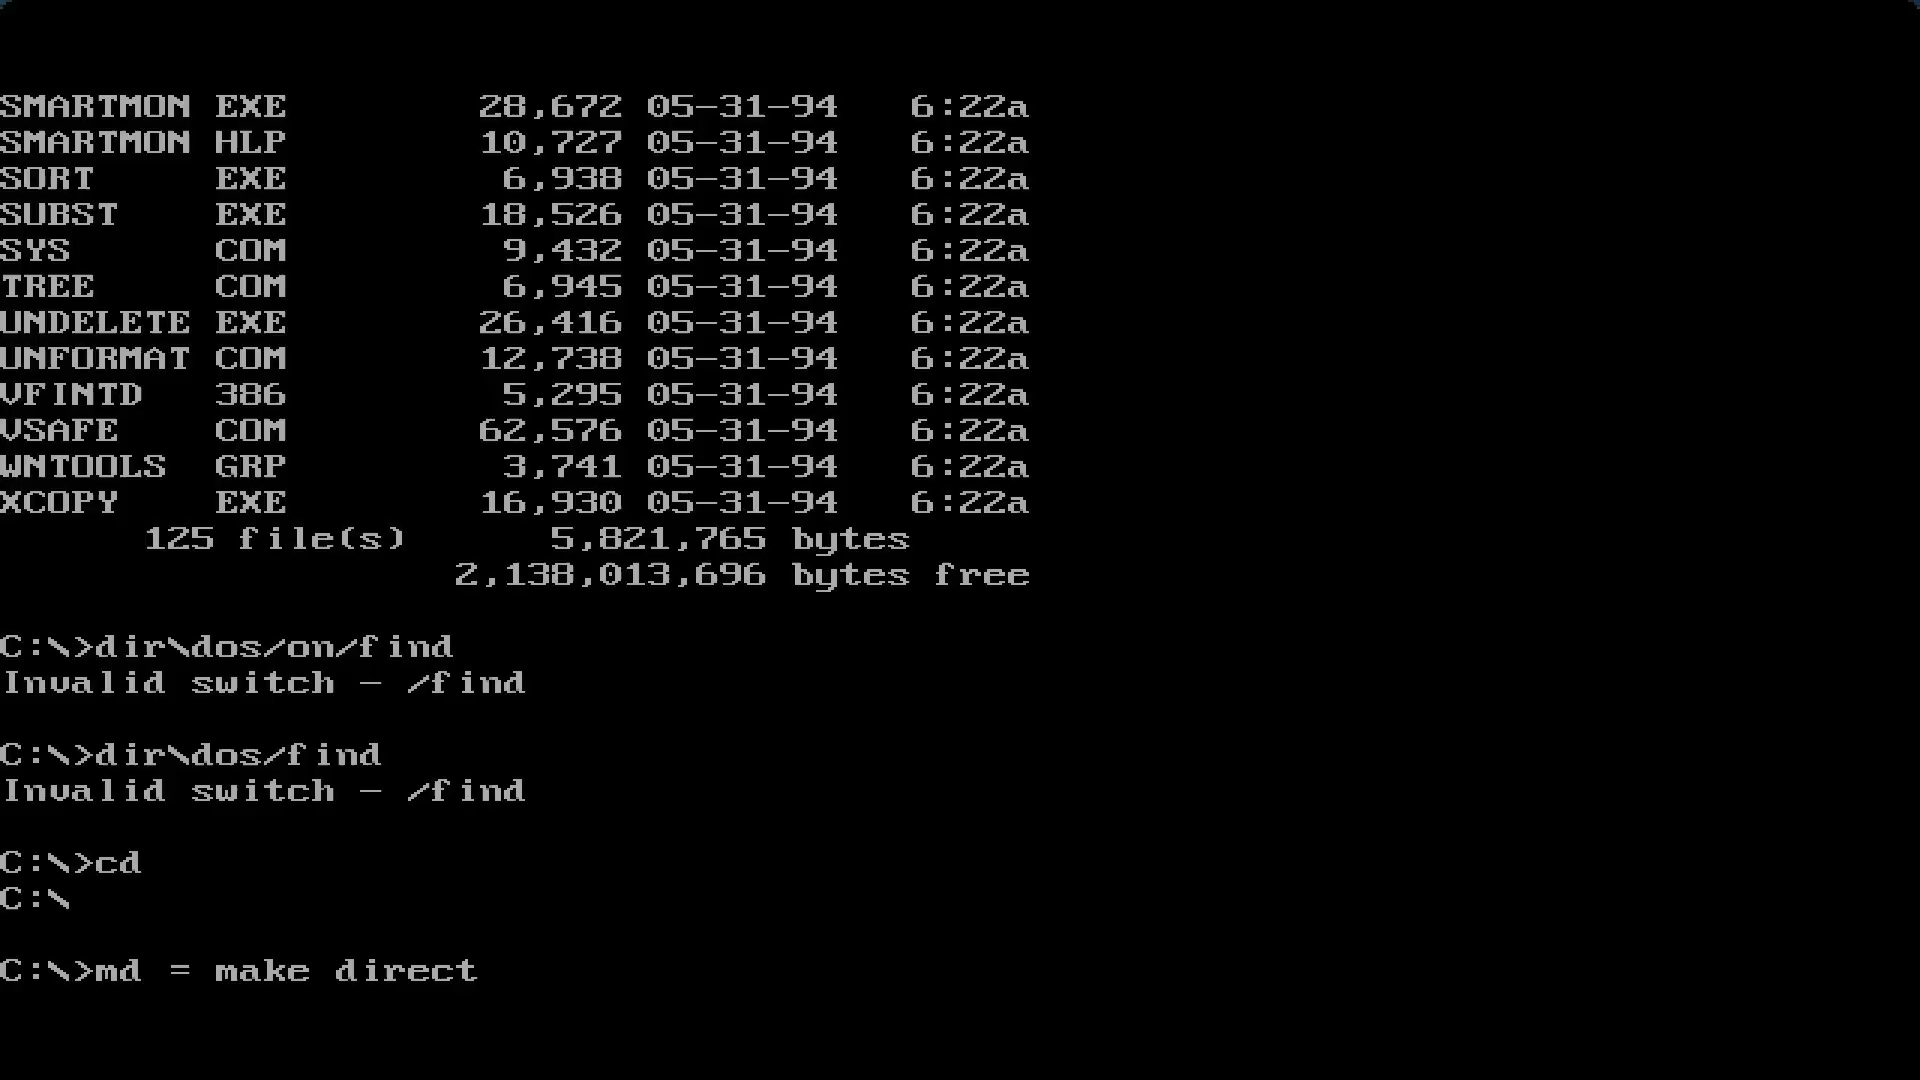 SMARTMON EXE 28,672 05-31-94 6:22a
SMARTMON HLP 10,727 05-31-94 6:22a
SORT EXE 6,938 05-31-94 6:22a
SUBST EXE 18,526 05-31-94 6:22a
SYS COM 9,432 05-31-94 6:22a
TREE COM 6,945 05-31-94 6:22a
UNDELETE EXE 26,416 05-31-94 6:22a
UNFORMAT COM 12,738 05-31-94 6:22a
VFINTD 386 5,295 05-31-94 6:22a
VSAFE COM 62,576 05-31-94 6:22a
WNTOOLS GRP 3,741 05-31-94 6:22a
XCOPY EXE 16,930 05-31-94 6:22a
125 file(s) 5,821,765 bytes
2,138,013,696 bytes free
C:\>dir\dos/on/find
Invalid switch - /find
C:\>dir\dos/find
Invalid switch - /find
C:\>cd
C:\
C:\>md = make direct